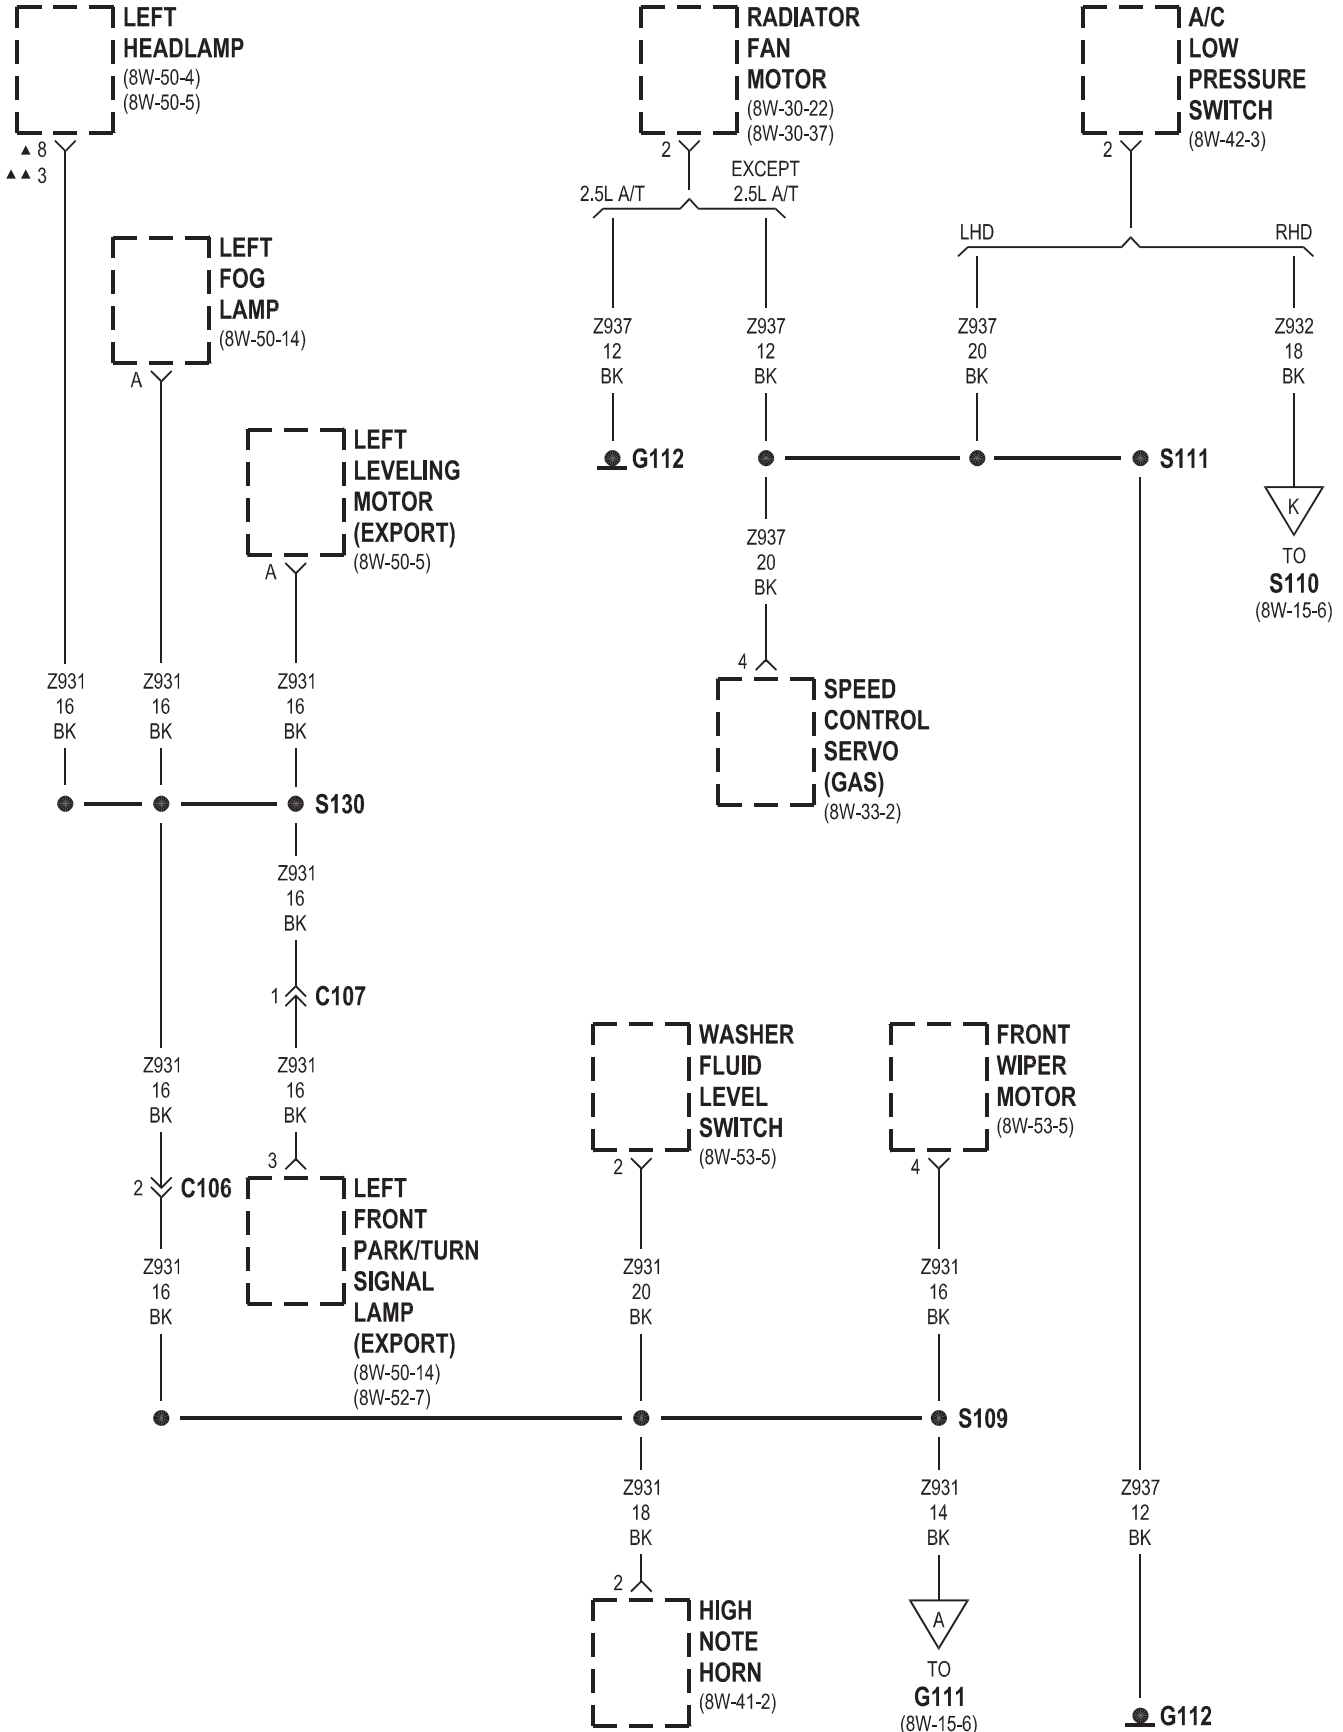 LEFT
HEADLAMP
(8W-50-4)
(8W-50-5)
▲ 8
▲▲ 3
RADIATOR
FAN
MOTOR
(8W-30-22)
(8W-30-37)
2
2.5L A/T
EXCEPT
2.5L A/T
A/C
LOW
PRESSURE
SWITCH
(8W-42-3)
2
LHD
RHD
LEFT
FOG
LAMP
(8W-50-14)
A
Z937
12
BK
Z937
12
BK
Z937
20
BK
Z932
18
BK
LEFT
LEVELING
MOTOR
(EXPORT)
(8W-50-5)
A
G112
S111
K
TO
S110
(8W-15-6)
Z937
20
BK
4
SPEED
CONTROL
SERVO
(GAS)
(8W-33-2)
Z931
16
BK
Z931
16
BK
Z931
16
BK
S130
Z931
16
BK
1
C107
Z931
16
BK
Z931
16
BK
2
C106
3
LEFT
FRONT
PARK/TURN
SIGNAL
LAMP
(EXPORT)
(8W-50-14)
(8W-52-7)
Z931
16
BK
WASHER
FLUID
LEVEL
SWITCH
(8W-53-5)
2
FRONT
WIPER
MOTOR
(8W-53-5)
4
Z931
20
BK
Z931
16
BK
S109
Z931
18
BK
Z931
14
BK
Z937
12
BK
2
HIGH
NOTE
HORN
(8W-41-2)
A
TO
G111
(8W-15-6)
G112